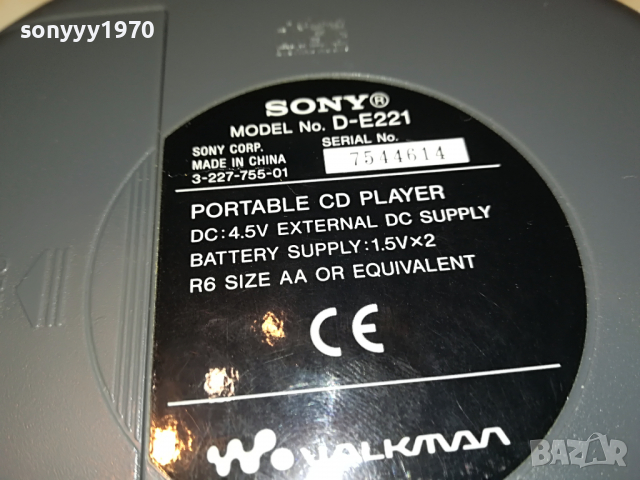 sonyyy1970
SONY®
MODEL No. D-E221
SONY CORP.
SERIAL No.
MADE IN CHINA
7544614
3-227-755-01
PORTABLE CD PLAYER
DC:4.5V EXTERNAL DC SUPPLY
BATTERY SUPPLY:1.5V×2
R6 SIZE AA OR EQUIVALENT
CE
WALKMAN
BAZAR